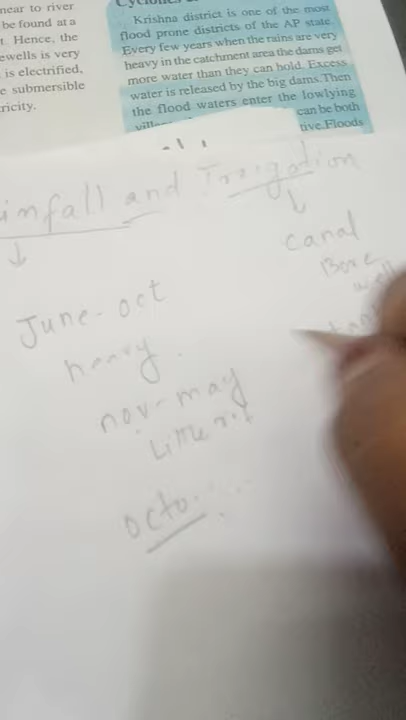 near to river
be found at a
t. Hence, the
ewells is very
is electrified,
e submersible
ricity.
Krishna district is one of the most
flood prone districts of the AP state.
Every few years when the rains are very
heavy in the catchment area the dams get
more water than they can hold. Excess
water is released by the big dams. Then
the flood waters enter the lowlying
can be both
tive. Floods
infall and Irrigation
June - oct
heavy.
nov - may
Little
octo.
canal
Bore
well